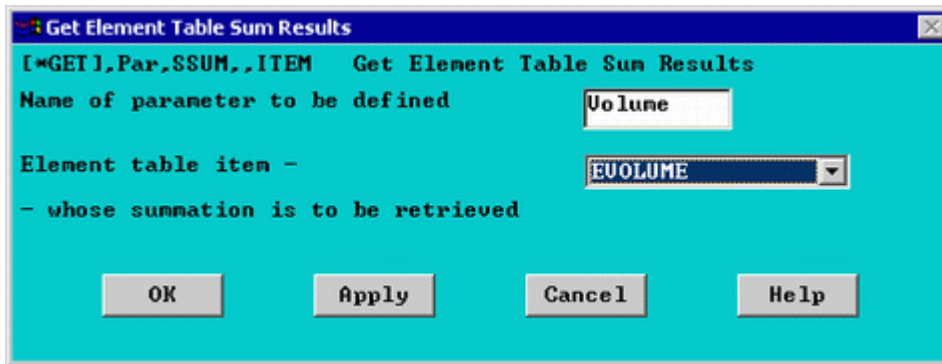 Get Element Table Sum Results
[*GET],Par,SSUM,,ITEM Get Element Table Sum Results
Name of parameter to be defined Volume
Element table item - EVOLUME
- whose summation is to be retrieved
OK Apply Cancel Help